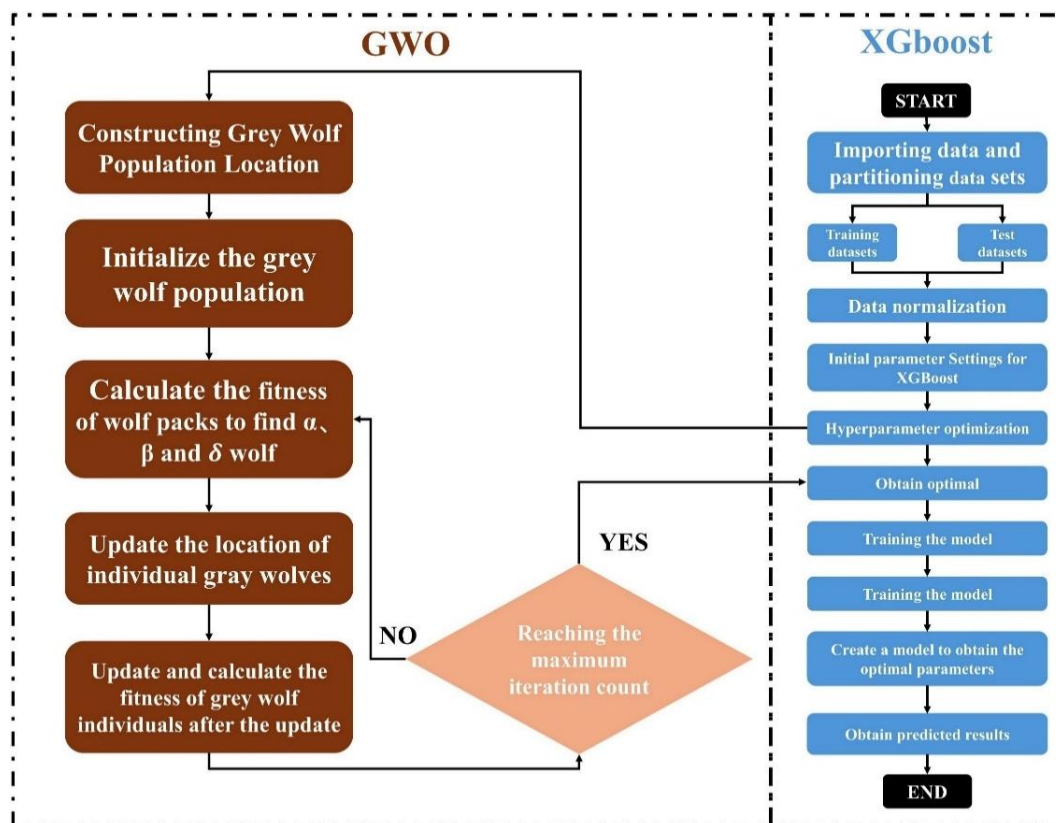 GWO
Constructing Grey Wolf
Population Location
Initialize the grey
wolf population
Calculate the fitness
of wolf packs to find α、
β and δ wolf
Update the location of
individual gray wolves
Update and calculate the
fitness of grey wolf
individuals after the update
NO
YES
Reaching the
maximum
iteration count
XGboost
START
Importing data and
partitioning data sets
Training
datasets
Test
datasets
Data normalization
Initial parameter Settings for
XGBoost
Hyperparameter optimization
Obtain optimal
Training the model
Training the model
Create a model to obtain the
optimal parameters
Obtain predicted results
END